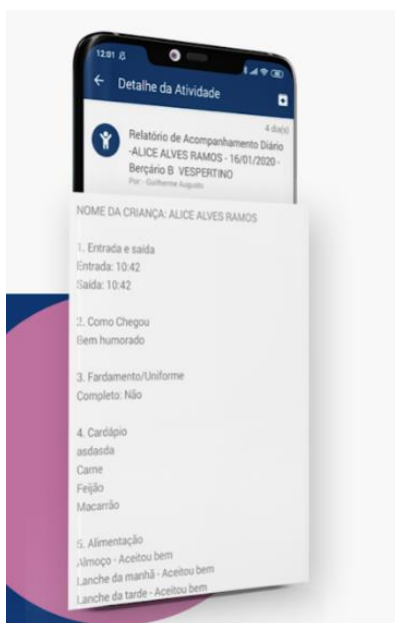 12:01
Detalhe da Atividade
4 dia(s)
Relatório de Acompanhamento Diário
-ALICE ALVES RAMOS - 16/01/2020 -
Berçário B VESPERTINO
Por: - Guilherme Augusto
NOME DA CRIANÇA: ALICE ALVES RAMOS
1. Entrada e saída
Entrada: 10:42
Saída: 10:42
2. Como Chegou
Bem humorado
3. Fardamento/Uniforme
Completo: Não
4. Cardápio
asdasda
Carne
Feijão
Macarrão
5. Alimentação
Almoço - Aceitou bem
Lanche da manhã - Aceitou bem
Lanche da tarde - Aceitou bem